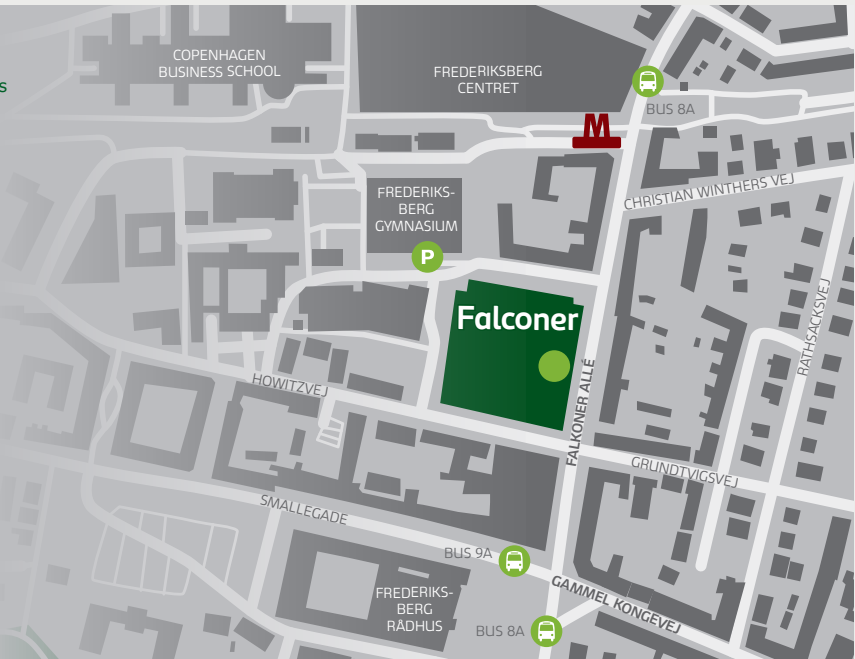 COPENHAGEN
BUSINESS SCHOOL
FREDERIKSBERG
CENTRET
S
BUS 8A
M
CHRISTIAN WINTHERS VEJ
FREDERIKS-
BERG
GYMNASIUM
P
Falconer
RATHSACKSVEJ
HOWITZVEJ
FALKONER ALLÉ
GRUNDTVIGSVEJ
SMALLEGADE
BUS 9A
GAMMEL KONGEVEJ
FREDERIKS-
BERG
RÅDHUS
BUS 8A